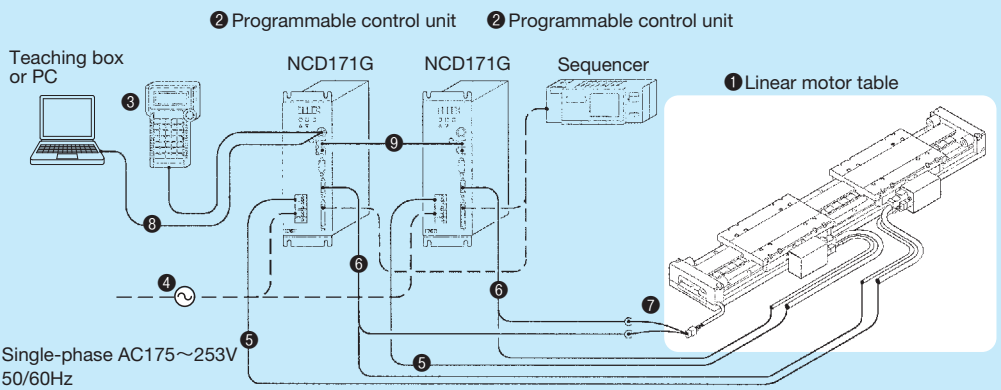 ❷ Programmable control unit
❷ Programmable control unit
Teaching box
or PC
NCD171G
NCD171G
Sequencer
❶ Linear motor table
❸
❾
❽
❻
❻
❼
❹
❺
❺
Single-phase AC175～253V
50/60Hz